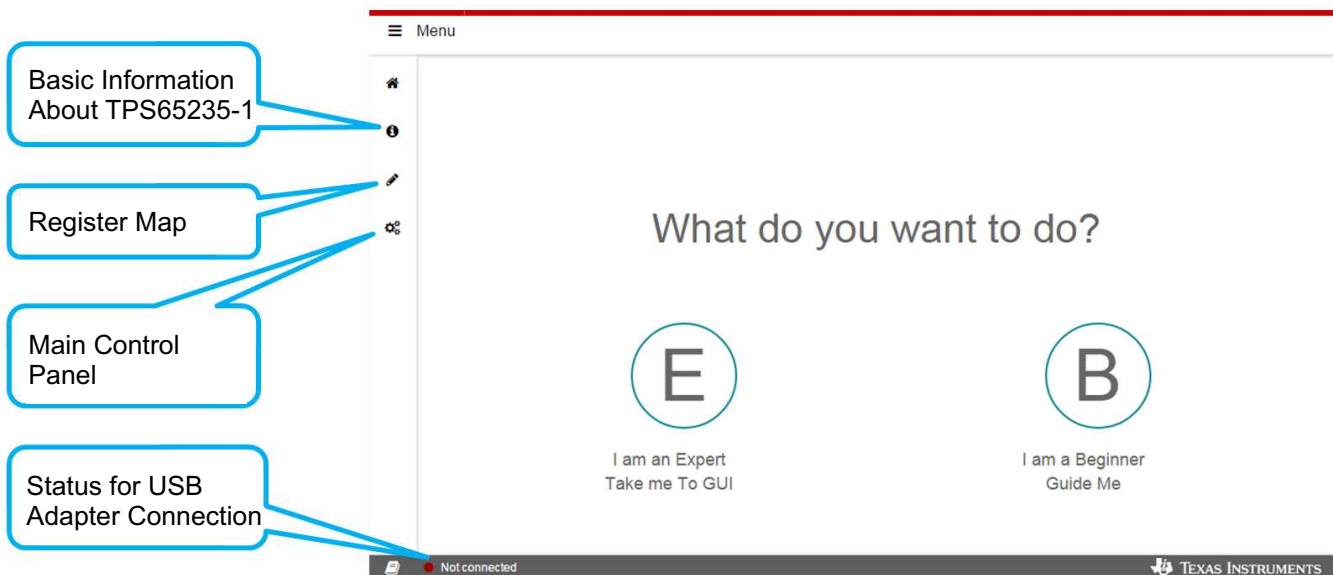 Menu
Basic Information
About TPS65235-1
Register Map
Main Control
Panel
Status for USB
Adapter Connection
What do you want to do?
E
I am an Expert
Take me To GUI
B
I am a Beginner
Guide Me
Not connected
TEXAS INSTRUMENTS